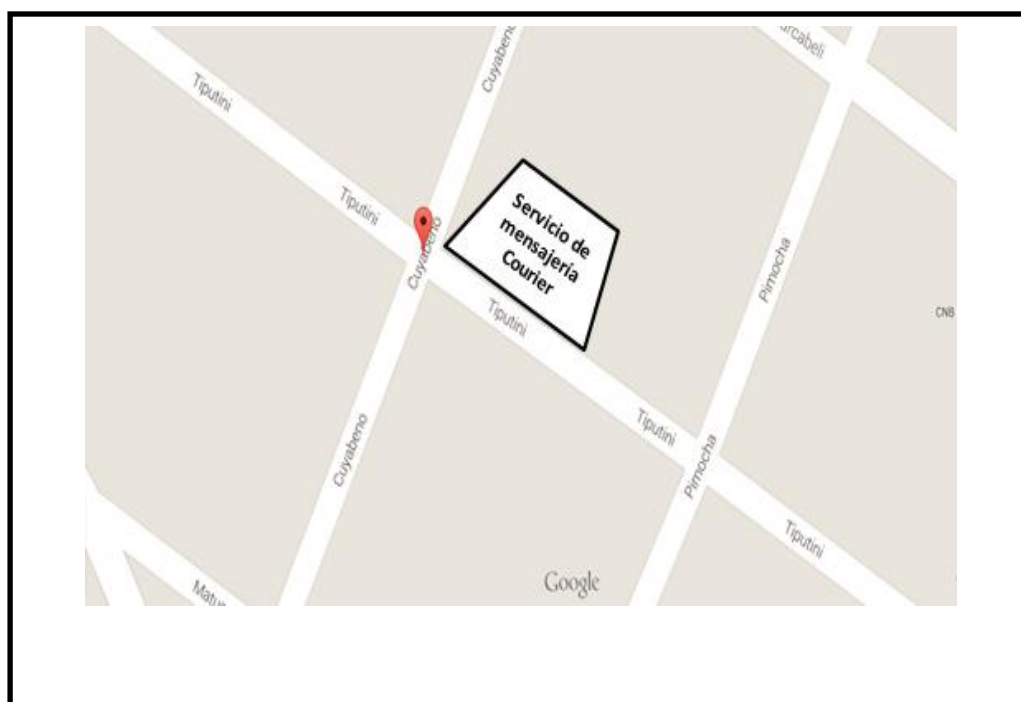 Cuyabeno
Tiputini
Tiputini
Cuyabeno
Servicio de
mensajería
Courier
Pimocha
CNB
Tiputini
Cuyabeno
Tiputini
Pimocha
Tiputini
Google